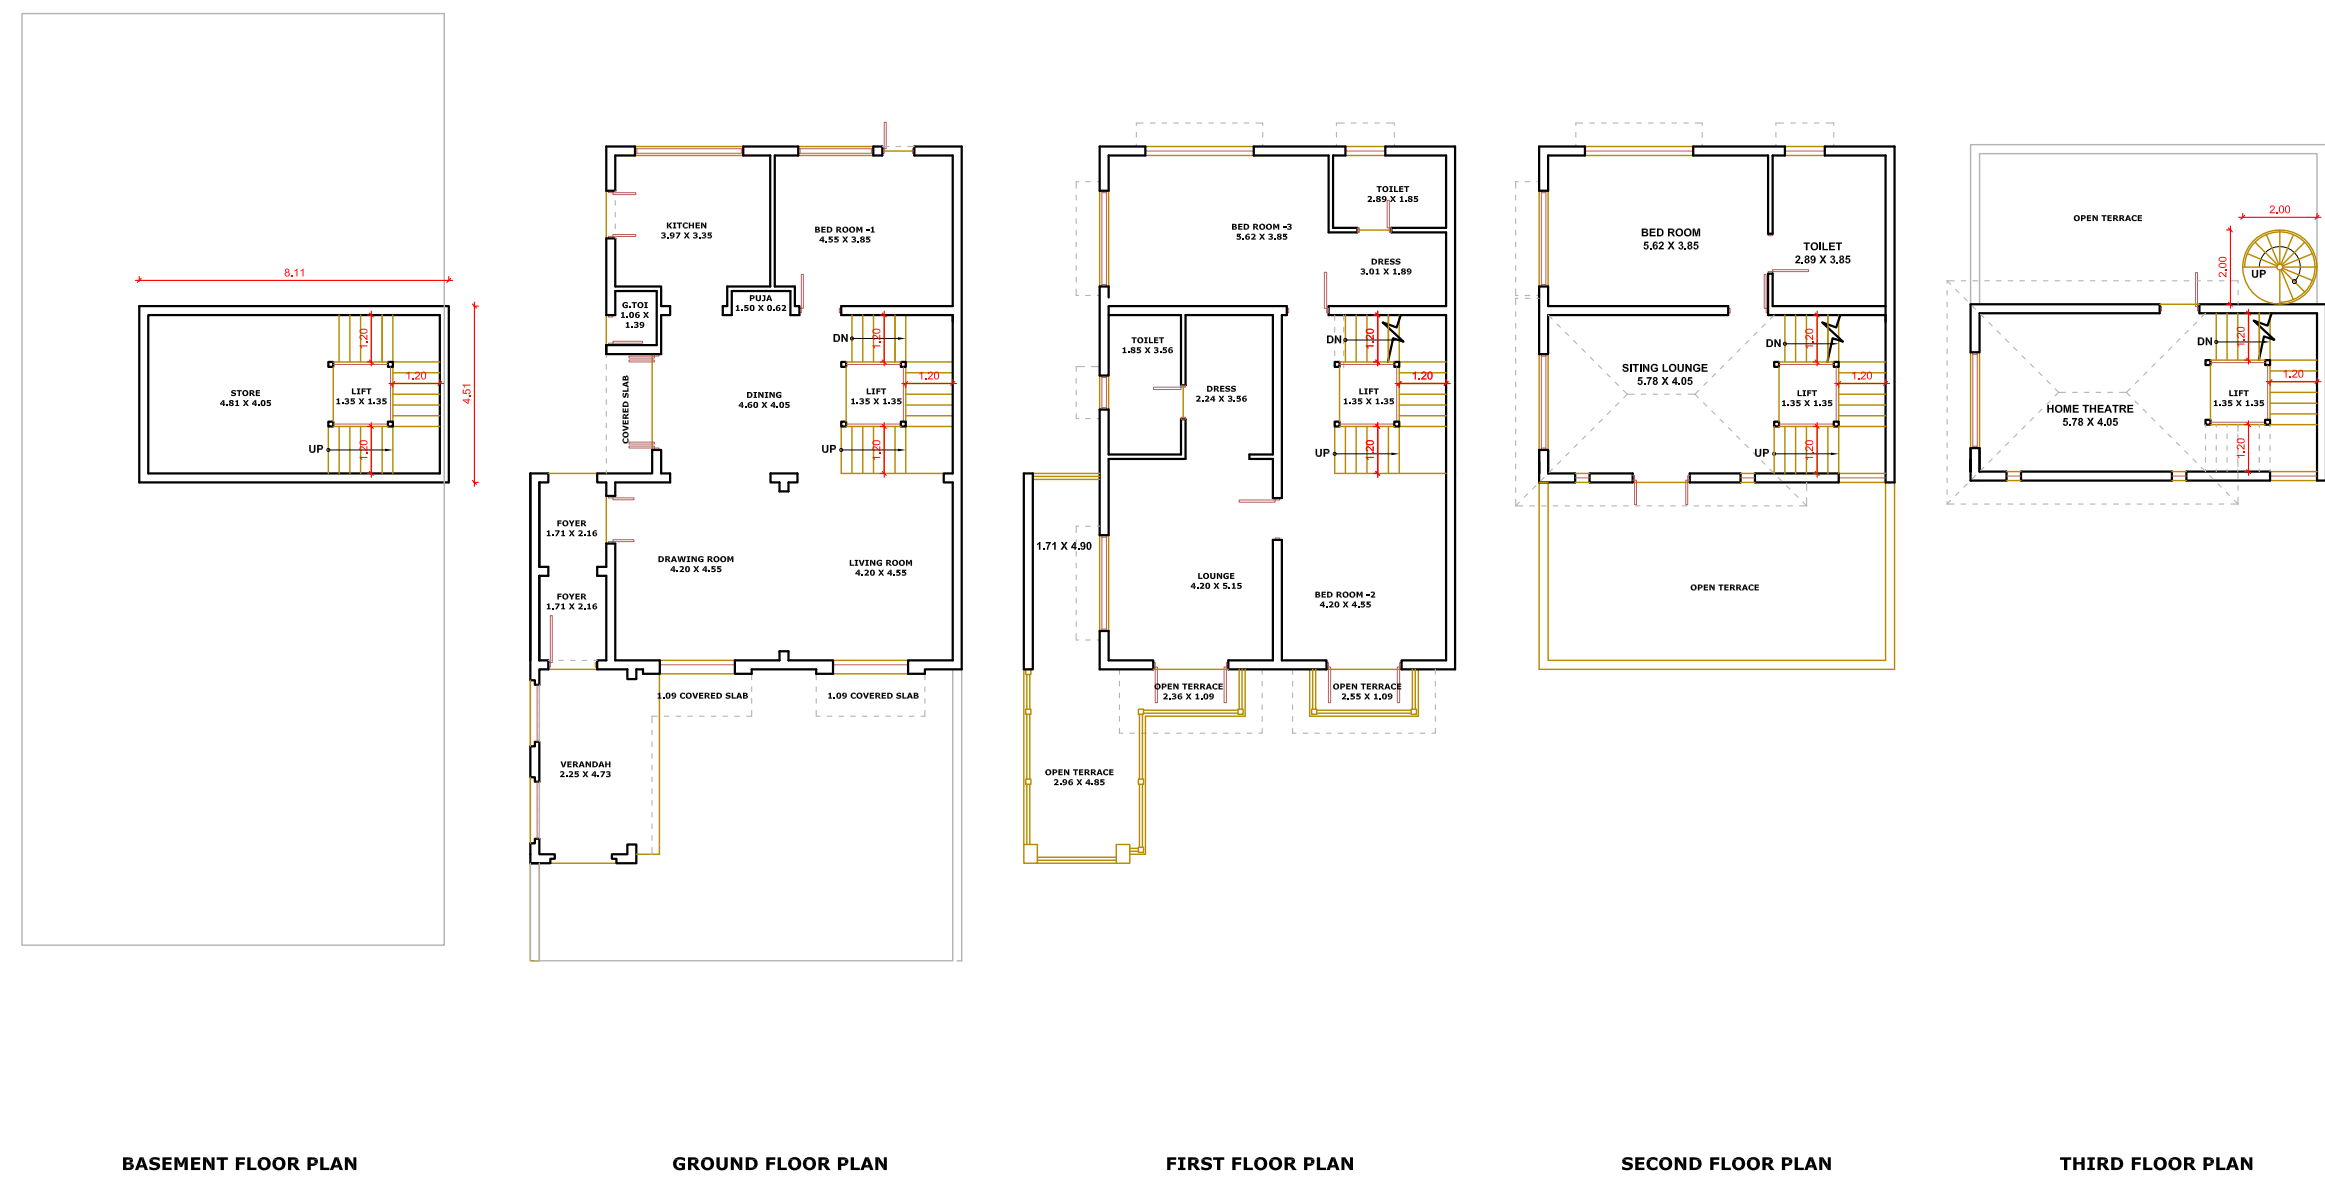 8.11
1.20
STORE
4.81 X 4.05
LIFT
1.35 X 1.35
1.20
4.51
UP
1.20
BASEMENT FLOOR PLAN
KITCHEN
3.97 X 3.35
BED ROOM -1
4.55 X 3.85
G.TOI
1.06 X
1.39
PUJA
1.50 X 0.62
DN
1.20
COVERED SLAB
DINING
4.60 X 4.05
LIFT
1.35 X 1.35
1.20
UP
1.20
FOYER
1.71 X 2.16
DRAWING ROOM
4.20 X 4.55
LIVING ROOM
4.20 X 4.55
FOYER
1.71 X 2.16
1.09 COVERED SLAB
1.09 COVERED SLAB
VERANDAH
2.25 X 4.73
GROUND FLOOR PLAN
TOILET
2.89 X 1.85
BED ROOM -3
5.62 X 3.85
DRESS
3.01 X 1.89
TOILET
1.85 X 3.56
DN
1.20
DRESS
2.24 X 3.56
LIFT
1.35 X 1.35
1.20
UP
1.20
1.71 X 4.90
LOUNGE
4.20 X 5.15
BED ROOM -2
4.20 X 4.55
OPEN TERRACE
2.36 X 1.09
OPEN TERRACE
2.55 X 1.09
OPEN TERRACE
2.96 X 4.85
FIRST FLOOR PLAN
BED ROOM
5.62 X 3.85
TOILET
2.89 X 3.85
DN
1.20
SITING LOUNGE
5.78 X 4.05
LIFT
1.35 X 1.35
1.20
UP
1.20
OPEN TERRACE
SECOND FLOOR PLAN
OPEN TERRACE
2.00
2.00
UP
DN
1.20
HOME THEATRE
5.78 X 4.05
LIFT
1.35 X 1.35
1.20
1.20
THIRD FLOOR PLAN